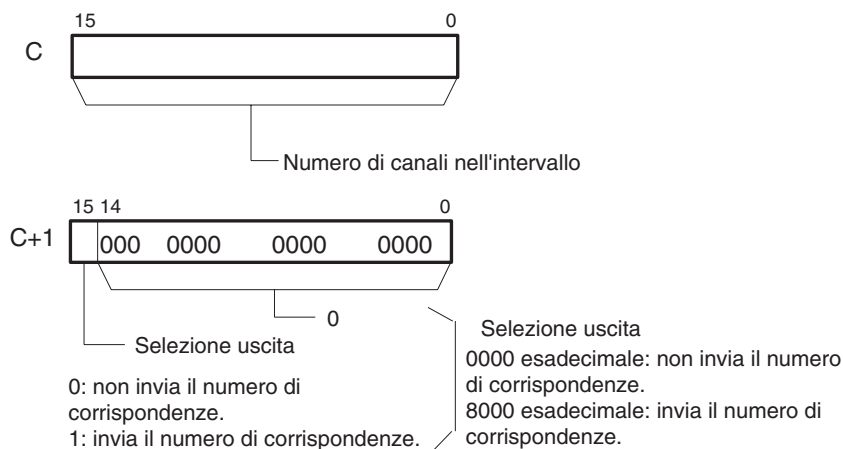 15 0
C
Numero di canali nell'intervallo
15 14 0
C+1 000 0000 0000 0000
0
Selezione uscita
0: non invia il numero di
corrispondenze.
1: invia il numero di corrispondenze.
Selezione uscita
0000 esadecimale: non invia il numero
di corrispondenze.
8000 esadecimale: invia il numero di
corrispondenze.